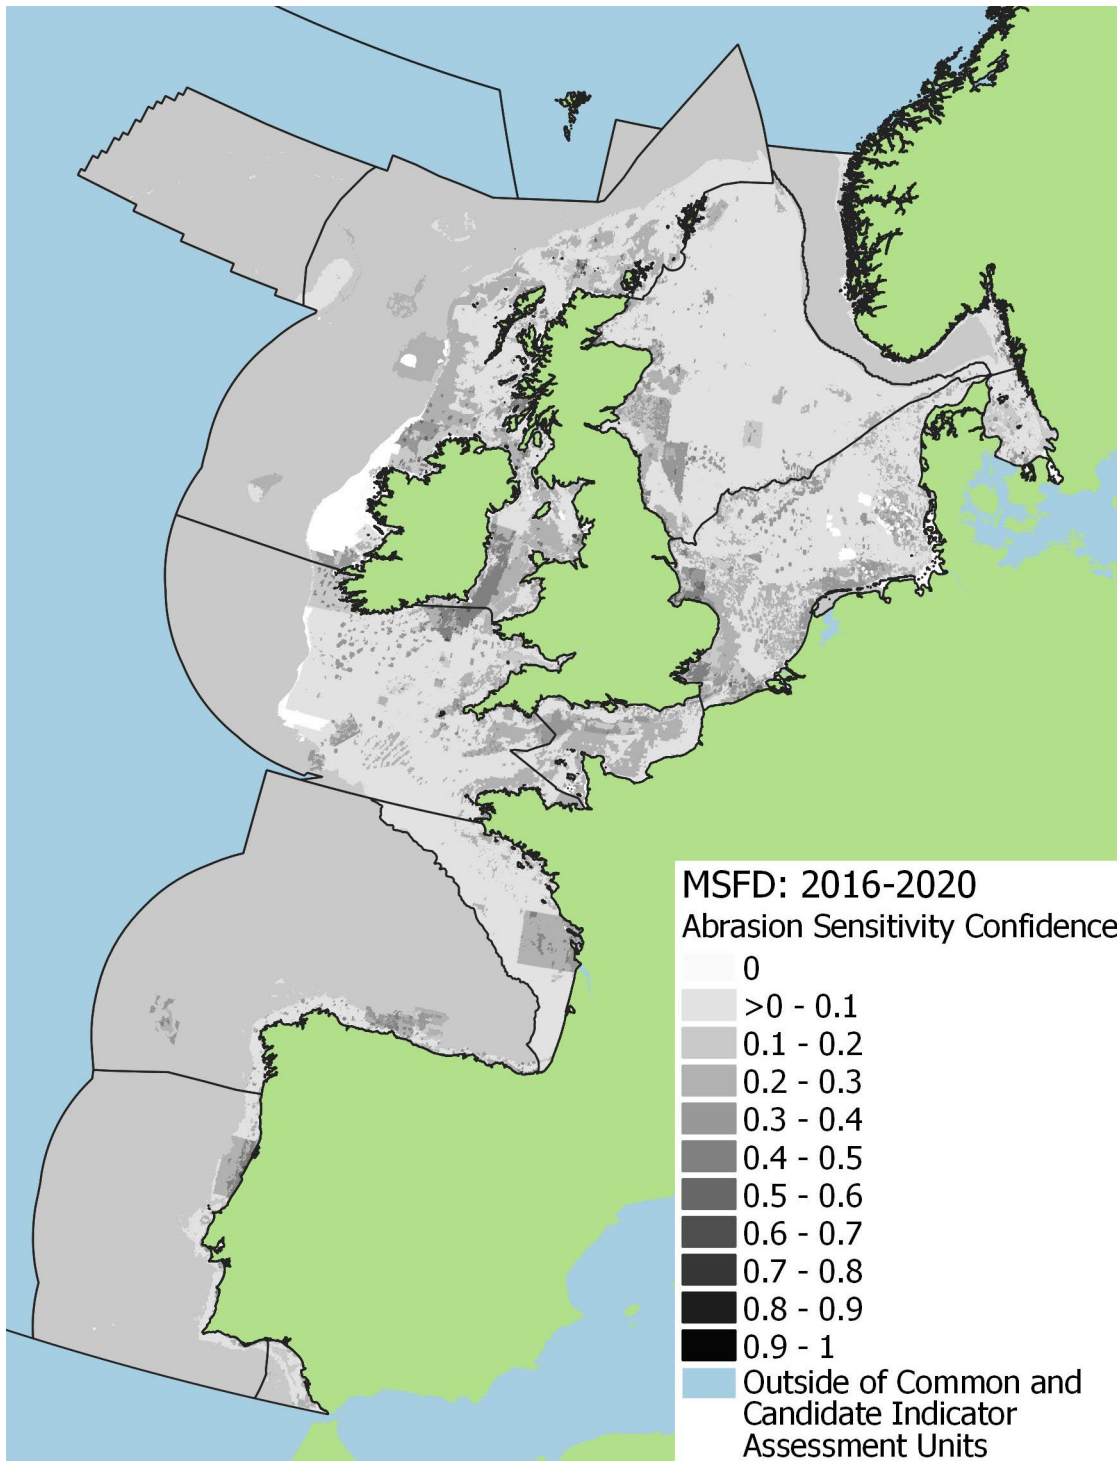 MSFD: 2016-2020
Abrasion Sensitivity Confidence
0
>0 - 0.1
0.1 - 0.2
0.2 - 0.3
0.3 - 0.4
0.4 - 0.5
0.5 - 0.6
0.6 - 0.7
0.7 - 0.8
0.8 - 0.9
0.9 - 1
Outside of Common and
Candidate Indicator
Assessment Units